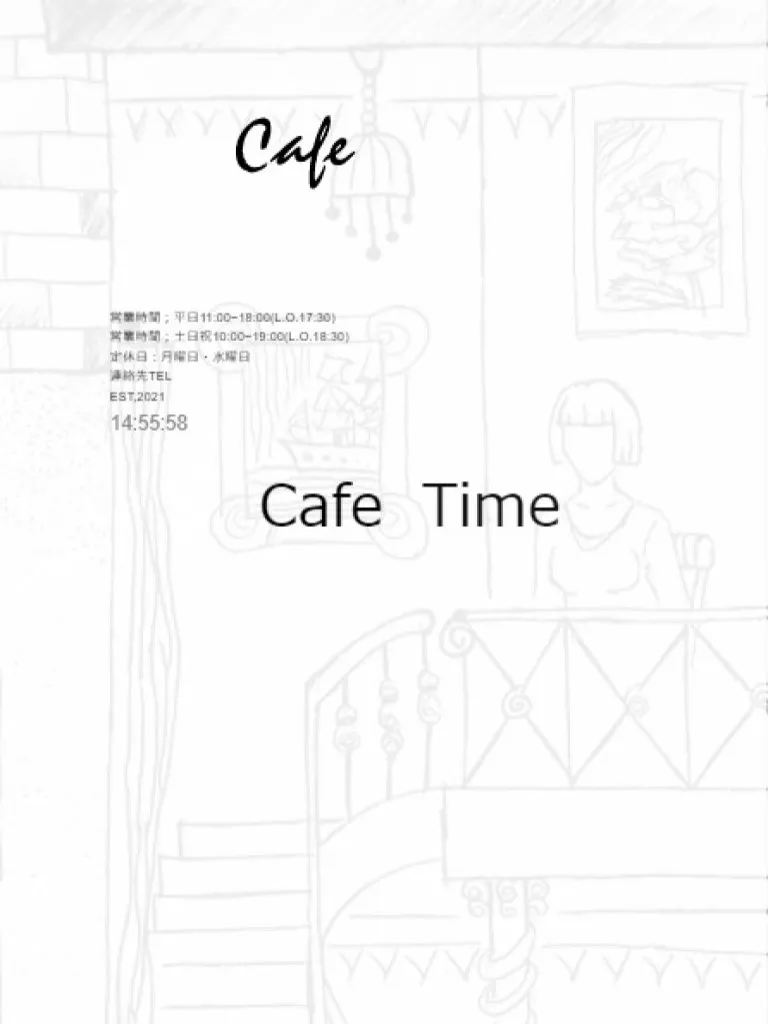 Cafe
営業時間；平日11:00−18:00(L.O.17:30)
営業時間；土日祝10:00−19:00(L.O.18:30)
定休日：月曜日・水曜日
連絡先TEL
EST,2021
14:55:58
Cafe Time